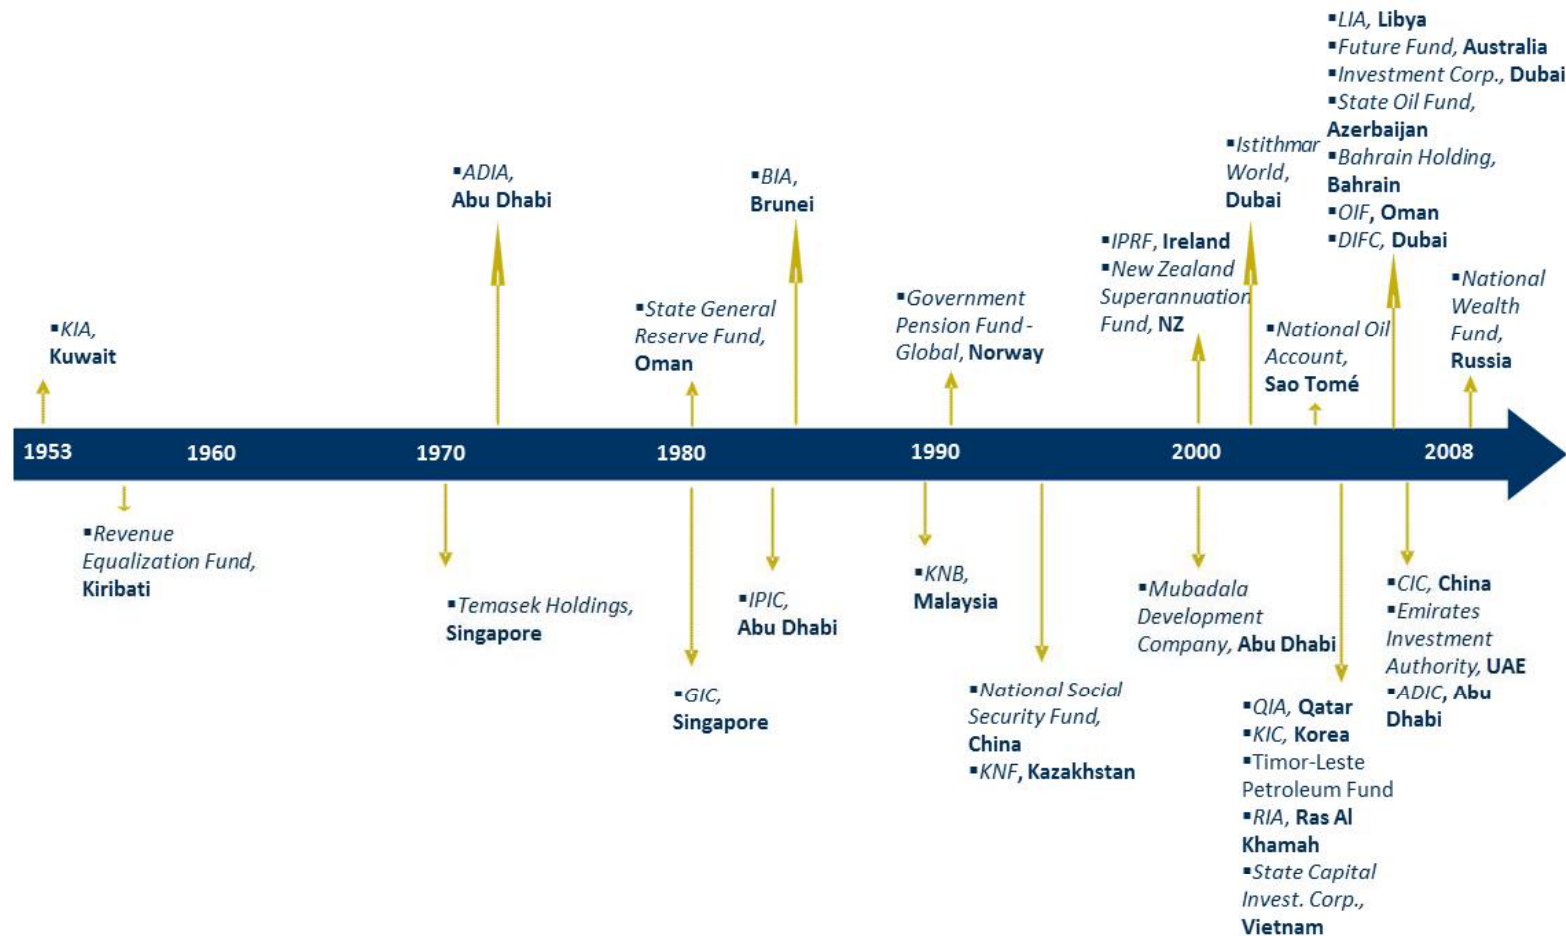 ▪LIA, Libya
▪Future Fund, Australia
▪Investment Corp., Dubai
▪State Oil Fund,
Azerbaijan
▪Bahrain Holding,
Bahrain
▪OIF, Oman
▪DIFC, Dubai
▪Istithmar
World,
Dubai
▪ADIA,
Abu Dhabi
▪BIA,
Brunei
▪IPRF, Ireland
▪New Zealand
Superannuation
Fund, NZ
▪National
Wealth
Fund,
Russia
▪KIA,
Kuwait
▪State General
Reserve Fund,
Oman
▪Government
Pension Fund -
Global, Norway
▪National Oil
Account,
Sao Tomé
1953 1960 1970 1980 1990 2000 2008
▪Revenue
Equalization Fund,
Kiribati
▪Temasek Holdings,
Singapore
▪GIC,
Singapore
▪IPIC,
Abu Dhabi
▪KNB,
Malaysia
▪National Social
Security Fund,
China
▪KNF, Kazakhstan
▪Mubadala
Development
Company, Abu Dhabi
▪QIA, Qatar
▪KIC, Korea
▪Timor-Leste
Petroleum Fund
▪RIA, Ras Al
Khamah
▪State Capital
Invest. Corp.,
Vietnam
▪CIC, China
▪Emirates
Investment
Authority, UAE
▪ADIC, Abu
Dhabi